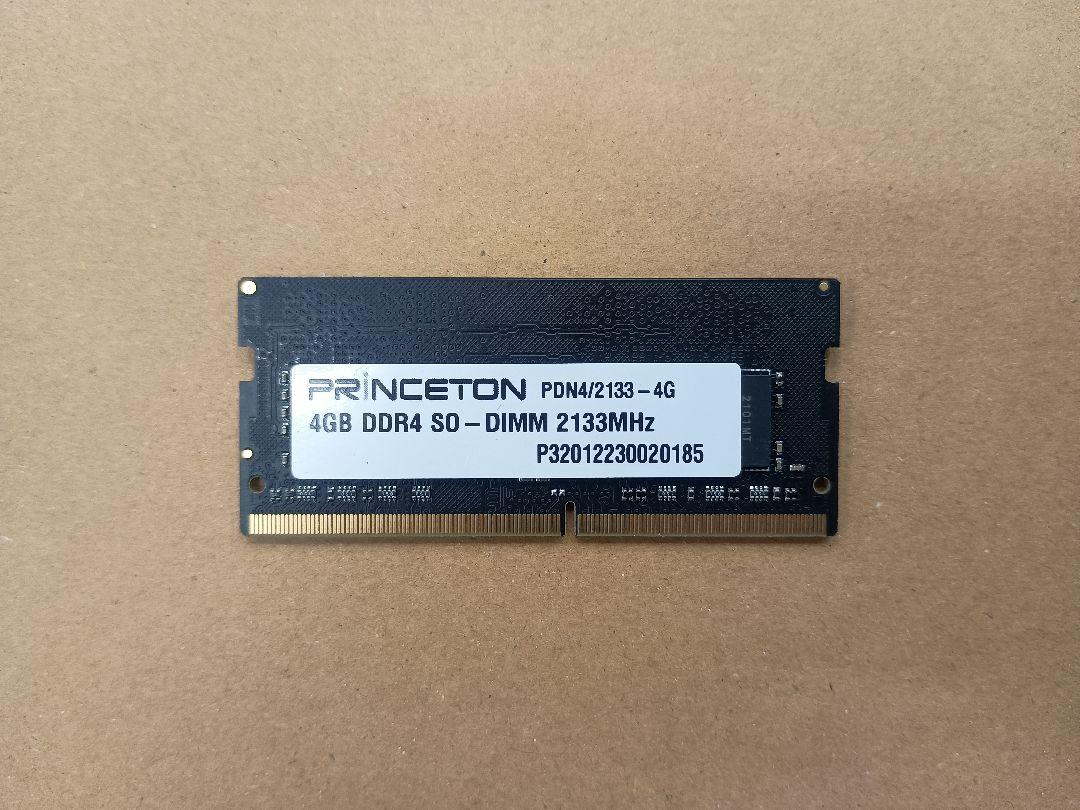 PRINCETON PDN4/2133-4G
4GB DDR4 SO-DIMM 2133MHz
P32012230020185
2101MT